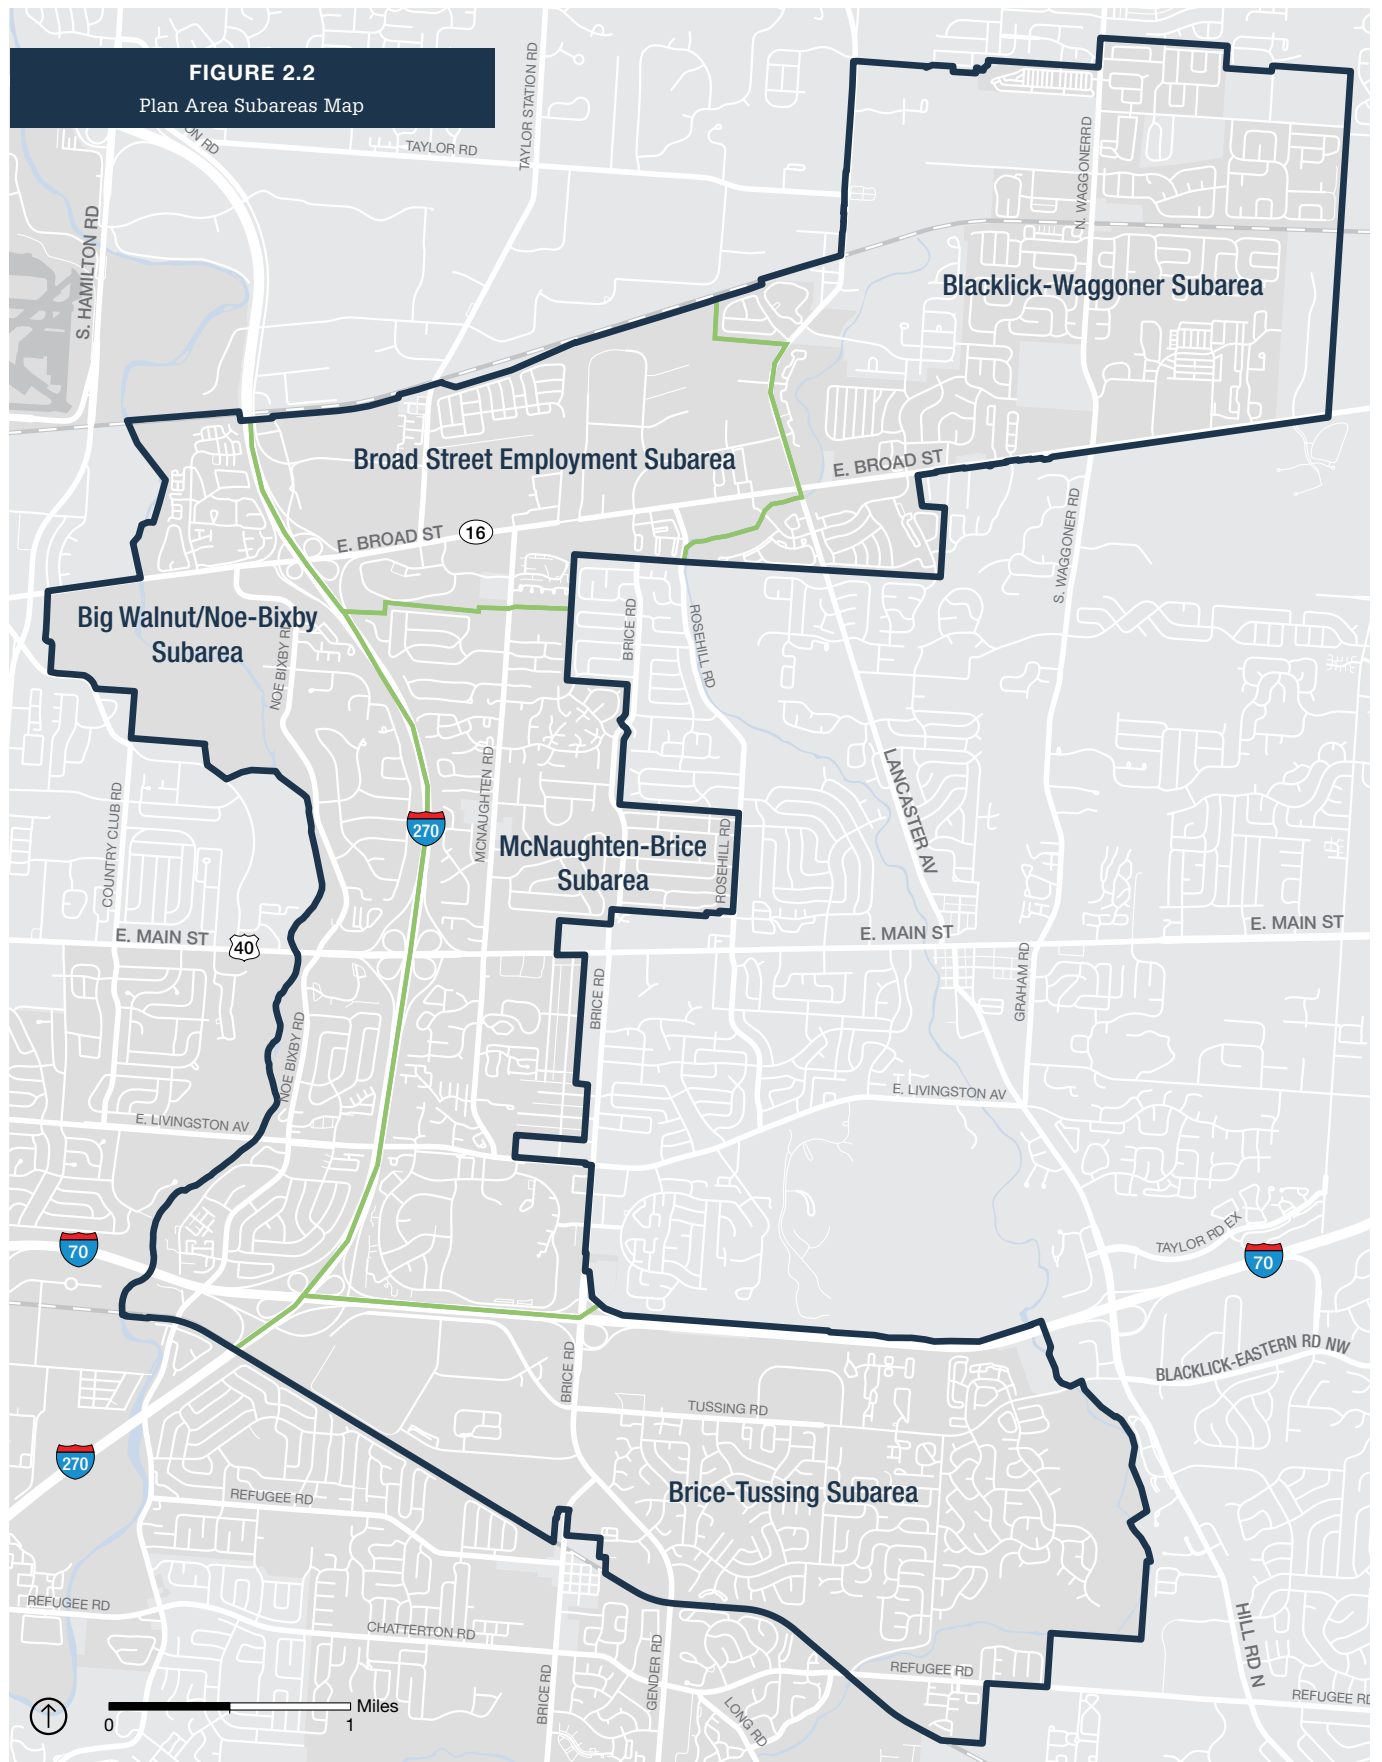 FIGURE 2.2
Plan Area Subareas Map
ON RD
TAYLOR RD
TAYLOR STATION RD
N. WAGGONERRD
S. HAMILTON RD
Blacklick-Waggoner Subarea
Broad Street Employment Subarea
E. BROAD ST
E. BROAD ST
16
S. WAGGONER RD
Big Walnut/Noe-Bixby
Subarea
NOE BIXBY RD
BRICE RD
ROSEHILL RD
MCNAUGHTEN RD
LANCASTER AV
COUNTRY CLUB RD
270
McNaughten-Brice
Subarea
ROSEHILL RD
E. MAIN ST
40
E. MAIN ST
E. MAIN ST
BRICE RD
GRAHAM RD
NOE BIXBY RD
E. LIVINGSTON AV
E. LIVINGSTON AV
70
TAYLOR RD EX
70
BRICE RD
BLACKLICK-EASTERN RD NW
TUSSING RD
270
Brice-Tussing Subarea
REFUGEE RD
REFUGEE RD
CHATTERTON RD
HILL RD N
BRICE RD
GENDER RD
REFUGEE RD
LONG RD
REFUGEE RD
Miles
0
1